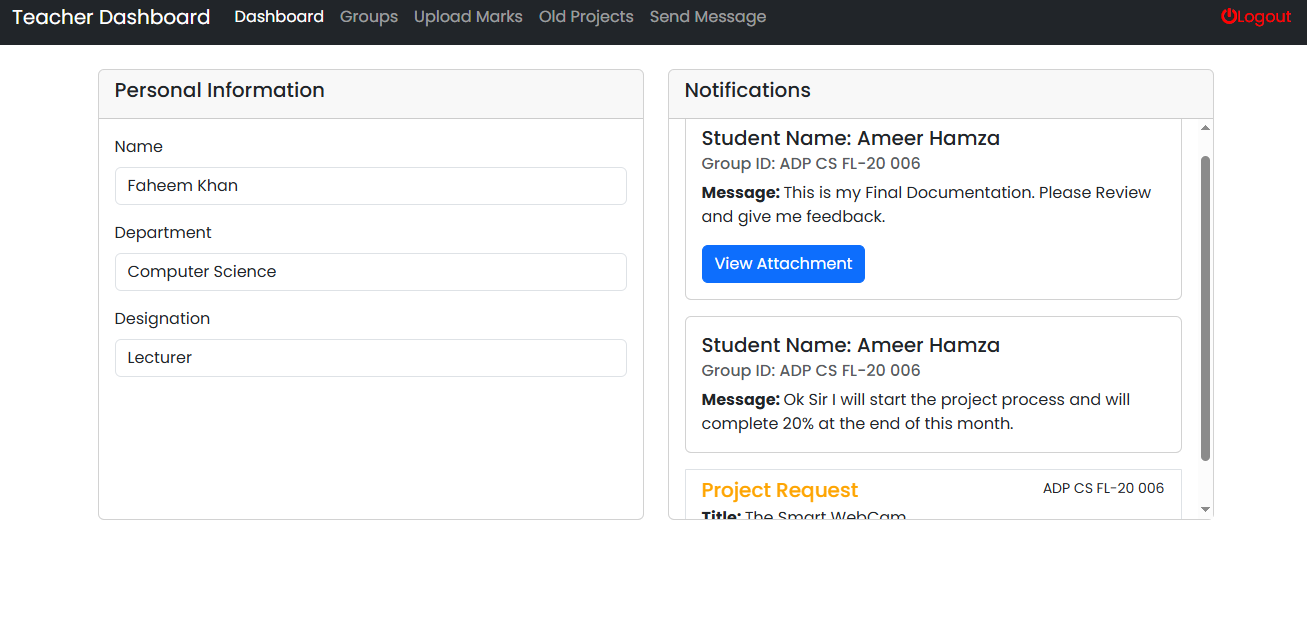 Teacher Dashboard Dashboard Groups Upload Marks Old Projects Send Message Logout
Personal Information
Name
Faheem Khan
Department
Computer Science
Designation
Lecturer
Notifications
Student Name: Ameer Hamza
Group ID: ADP CS FL-20 006
Message: This is my Final Documentation. Please Review
and give me feedback.
View Attachment
Student Name: Ameer Hamza
Group ID: ADP CS FL-20 006
Message: Ok Sir I will start the project process and will
complete 20% at the end of this month.
Project Request ADP CS FL-20 006
Title: The Smart WebCam